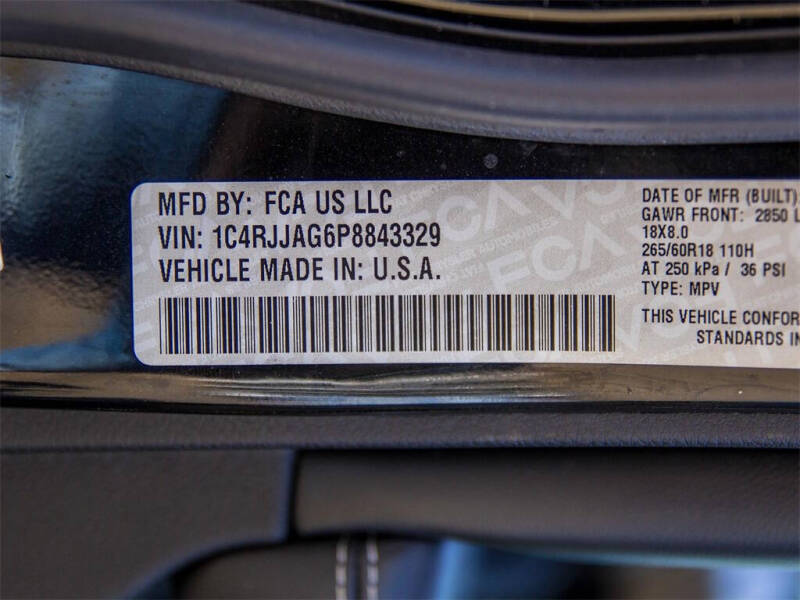 MFD BY: FCA US LLC
VIN: 1C4RJJAG6P8843329
VEHICLE MADE IN: U.S.A.
DATE OF MFR (BUILT)
GAWR FRONT: 2850 L
18X8.0
265/60R18 110H
AT 250 kPa / 36 PSI
TYPE: MPV
THIS VEHICLE CONFOR
STANDARDS IN